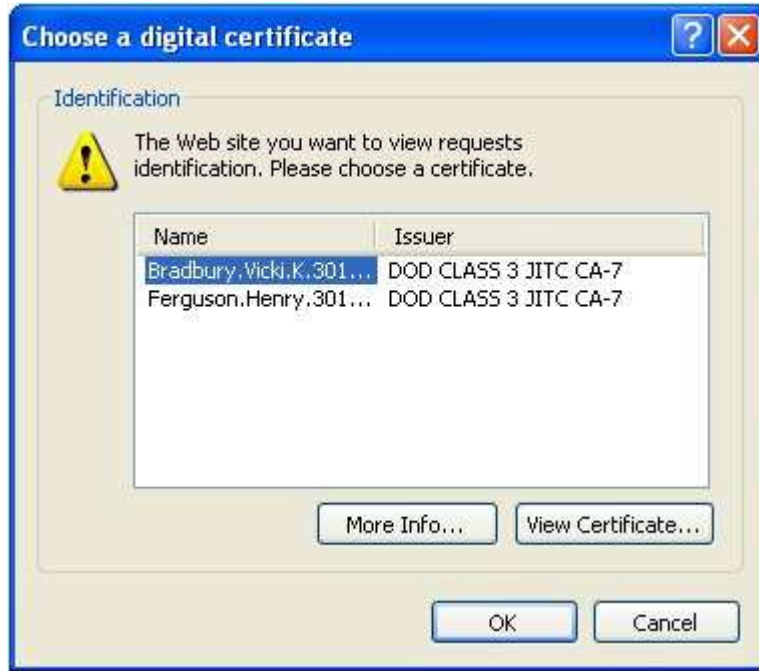 Choose a digital certificate
Identification
The Web site you want to view requests
identification. Please choose a certificate.
Name Issuer
Bradbury.Vicki.K.301... DOD CLASS 3 JITC CA-7
Ferguson.Henry.301... DOD CLASS 3 JITC CA-7
More Info... View Certificate...
OK Cancel